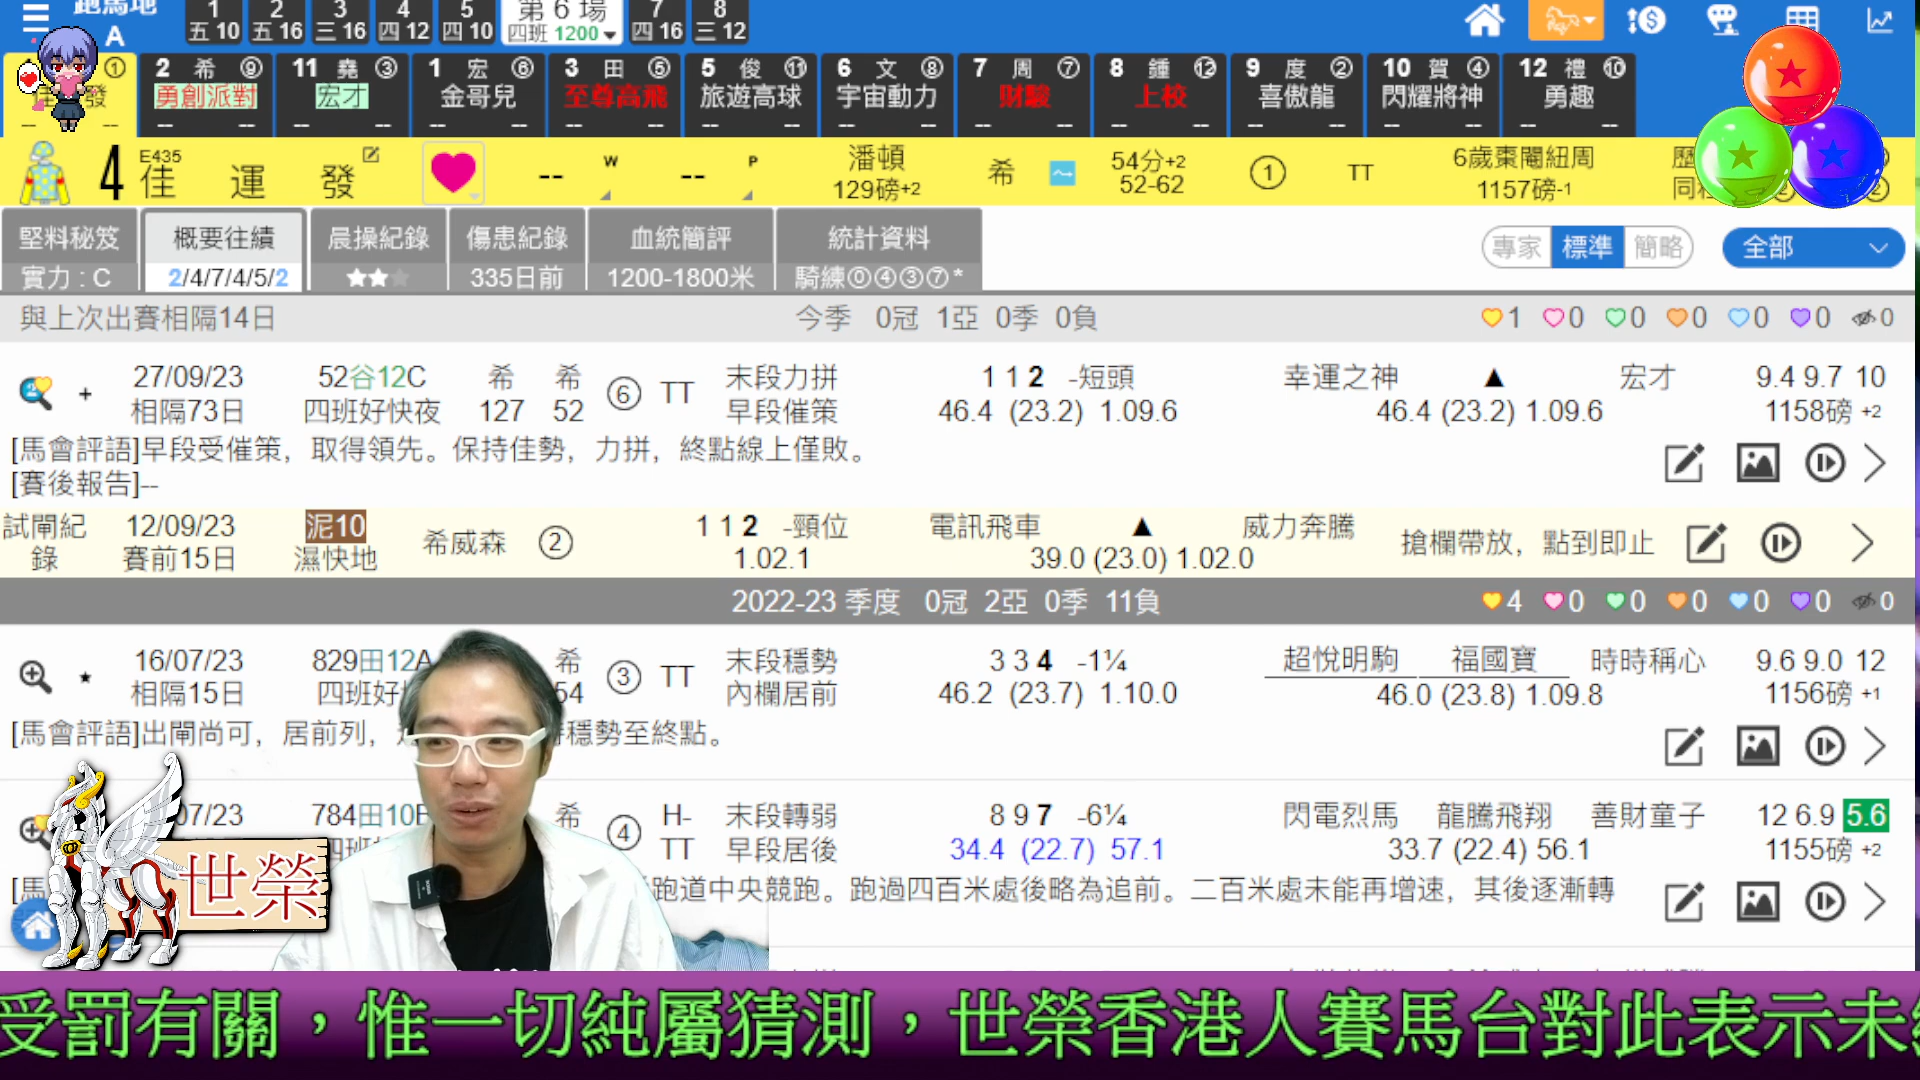 跑馬地
A
1 五 10
2 五 16
3 三 16
4 四 12
5 四 10
第 6 場
四班 1200
7 四 16
8 三 12
①
發
2 希 ⑨
勇創派對
-- --
11 堯 ③
宏才
-- --
1 宏 ⑥
金哥兒
-- --
3 田 ⑤
至尊高飛
-- --
5 俊 ⑪
旅遊高球
-- --
6 文 ⑧
宇宙動力
-- --
7 周 ⑦
財駿
-- --
8 鍾 ⑫
上校
-- --
9 度 ②
喜傲龍
-- --
10 賀 ④
閃耀將神
-- --
12 禮 ⑩
勇趣
-- --
4 E435
佳運發
-- W
-- P
潘頓
129磅+2
希
54分+2
52-62
① TT
6歲棗閹紐周
1157磅-1
堅料秘笈
實力 : C
概要往績
2/4/7/4/5/2
晨操紀錄
★★★
傷患紀錄
335日前
血統簡評
1200-1800米
統計資料
騎練⓪④③⑦*
專家 標準 簡略
全部
與上次出賽相隔14日 今季 0冠 1亞 0季 0負 1 0 0 0 0 0 0
+ 27/09/23 52谷12C 希 希 ⑥ TT 末段力拼 1 1 2 -短頭 幸運之神 ▲ 宏才 9.4 9.7 10
相隔73日 四班好快夜 127 52 早段催策 46.4 (23.2) 1.09.6 46.4 (23.2) 1.09.6 1158磅 +2
[馬會評語]早段受催策，取得領先。保持佳勢，力拼，終點線上僅敗。
[賽後報告]--
試閘紀錄 12/09/23 泥10 希威森 ② 1 1 2 -頸位 電訊飛車 ▲ 威力奔騰 搶欄帶放，點到即止
賽前15日 濕快地 1.02.1 39.0 (23.0) 1.02.0
2022-23 季度 0冠 2亞 0季 11負 4 0 0 0 0 0 0
★ 16/07/23 829田12A 希 ③ TT 末段穩勢 3 3 4 -1¼ 超悅明駒 福國寶 時時稱心 9.6 9.0 12
相隔15日 四班好 54 內欄居前 46.2 (23.7) 1.10.0 46.0 (23.8) 1.09.8 1156磅 +1
[馬會評語]出閘尚可，居前列， 穩勢至終點。
07/23 784田10 希 ④ H- 末段轉弱 8 9 7 -6¼ 閃電烈馬 龍騰飛翔 善財童子 12 6.9 5.6
TT 早段居後 34.4 (22.7) 57.1 33.7 (22.4) 56.1 1155磅 +2
跑道中央競跑。跑過四百米處後略為追前。二百米處未能再增速，其後逐漸轉
世榮
受罰有關，惟一切純屬猜測，世榮香港人賽馬台對此表示未